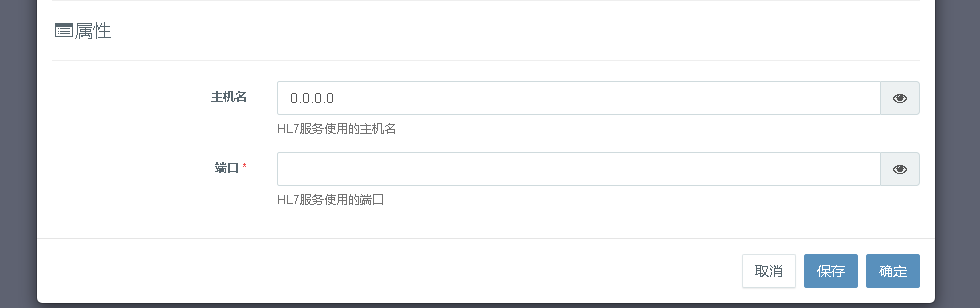 属性
主机名
0.0.0.0
HL7服务使用的主机名
端口 *
HL7服务使用的端口
取消 保存 确定